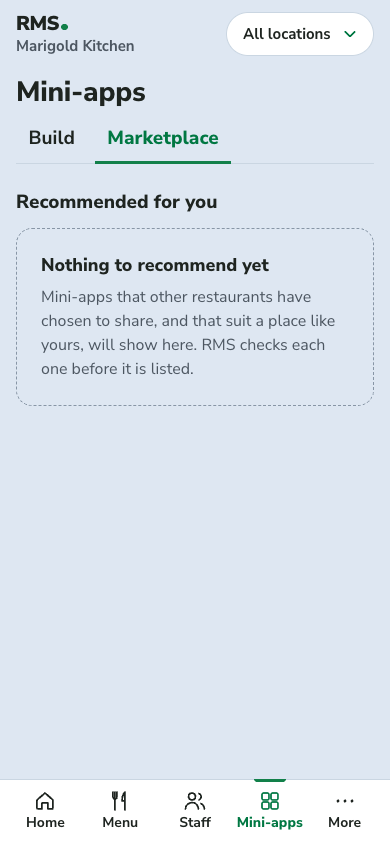 RMS.
Marigold Kitchen
All locations
Mini-apps
Build
Marketplace
Recommended for you
Nothing to recommend yet
Mini-apps that other restaurants have
chosen to share, and that suit a place like
yours, will show here. RMS checks each
one before it is listed.
Home
Menu
Staff
Mini-apps
More